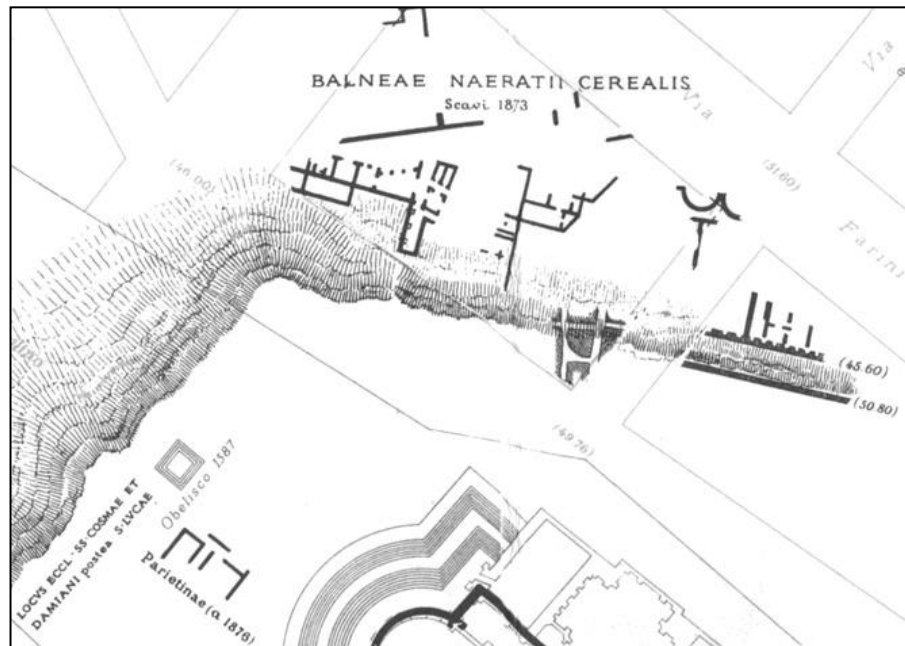 BALNEAE NAERATII CEREALIS
Scavi 1873
Via
Via
(46.00)
(51.60)
Farini
(45.60)
(50.80)
(49.76)
Obelisco 1587
LOCVS ECCL·SS·COSMAE ET
DAMIANI postea S·LVCAE
Parietinae (a. 1876)